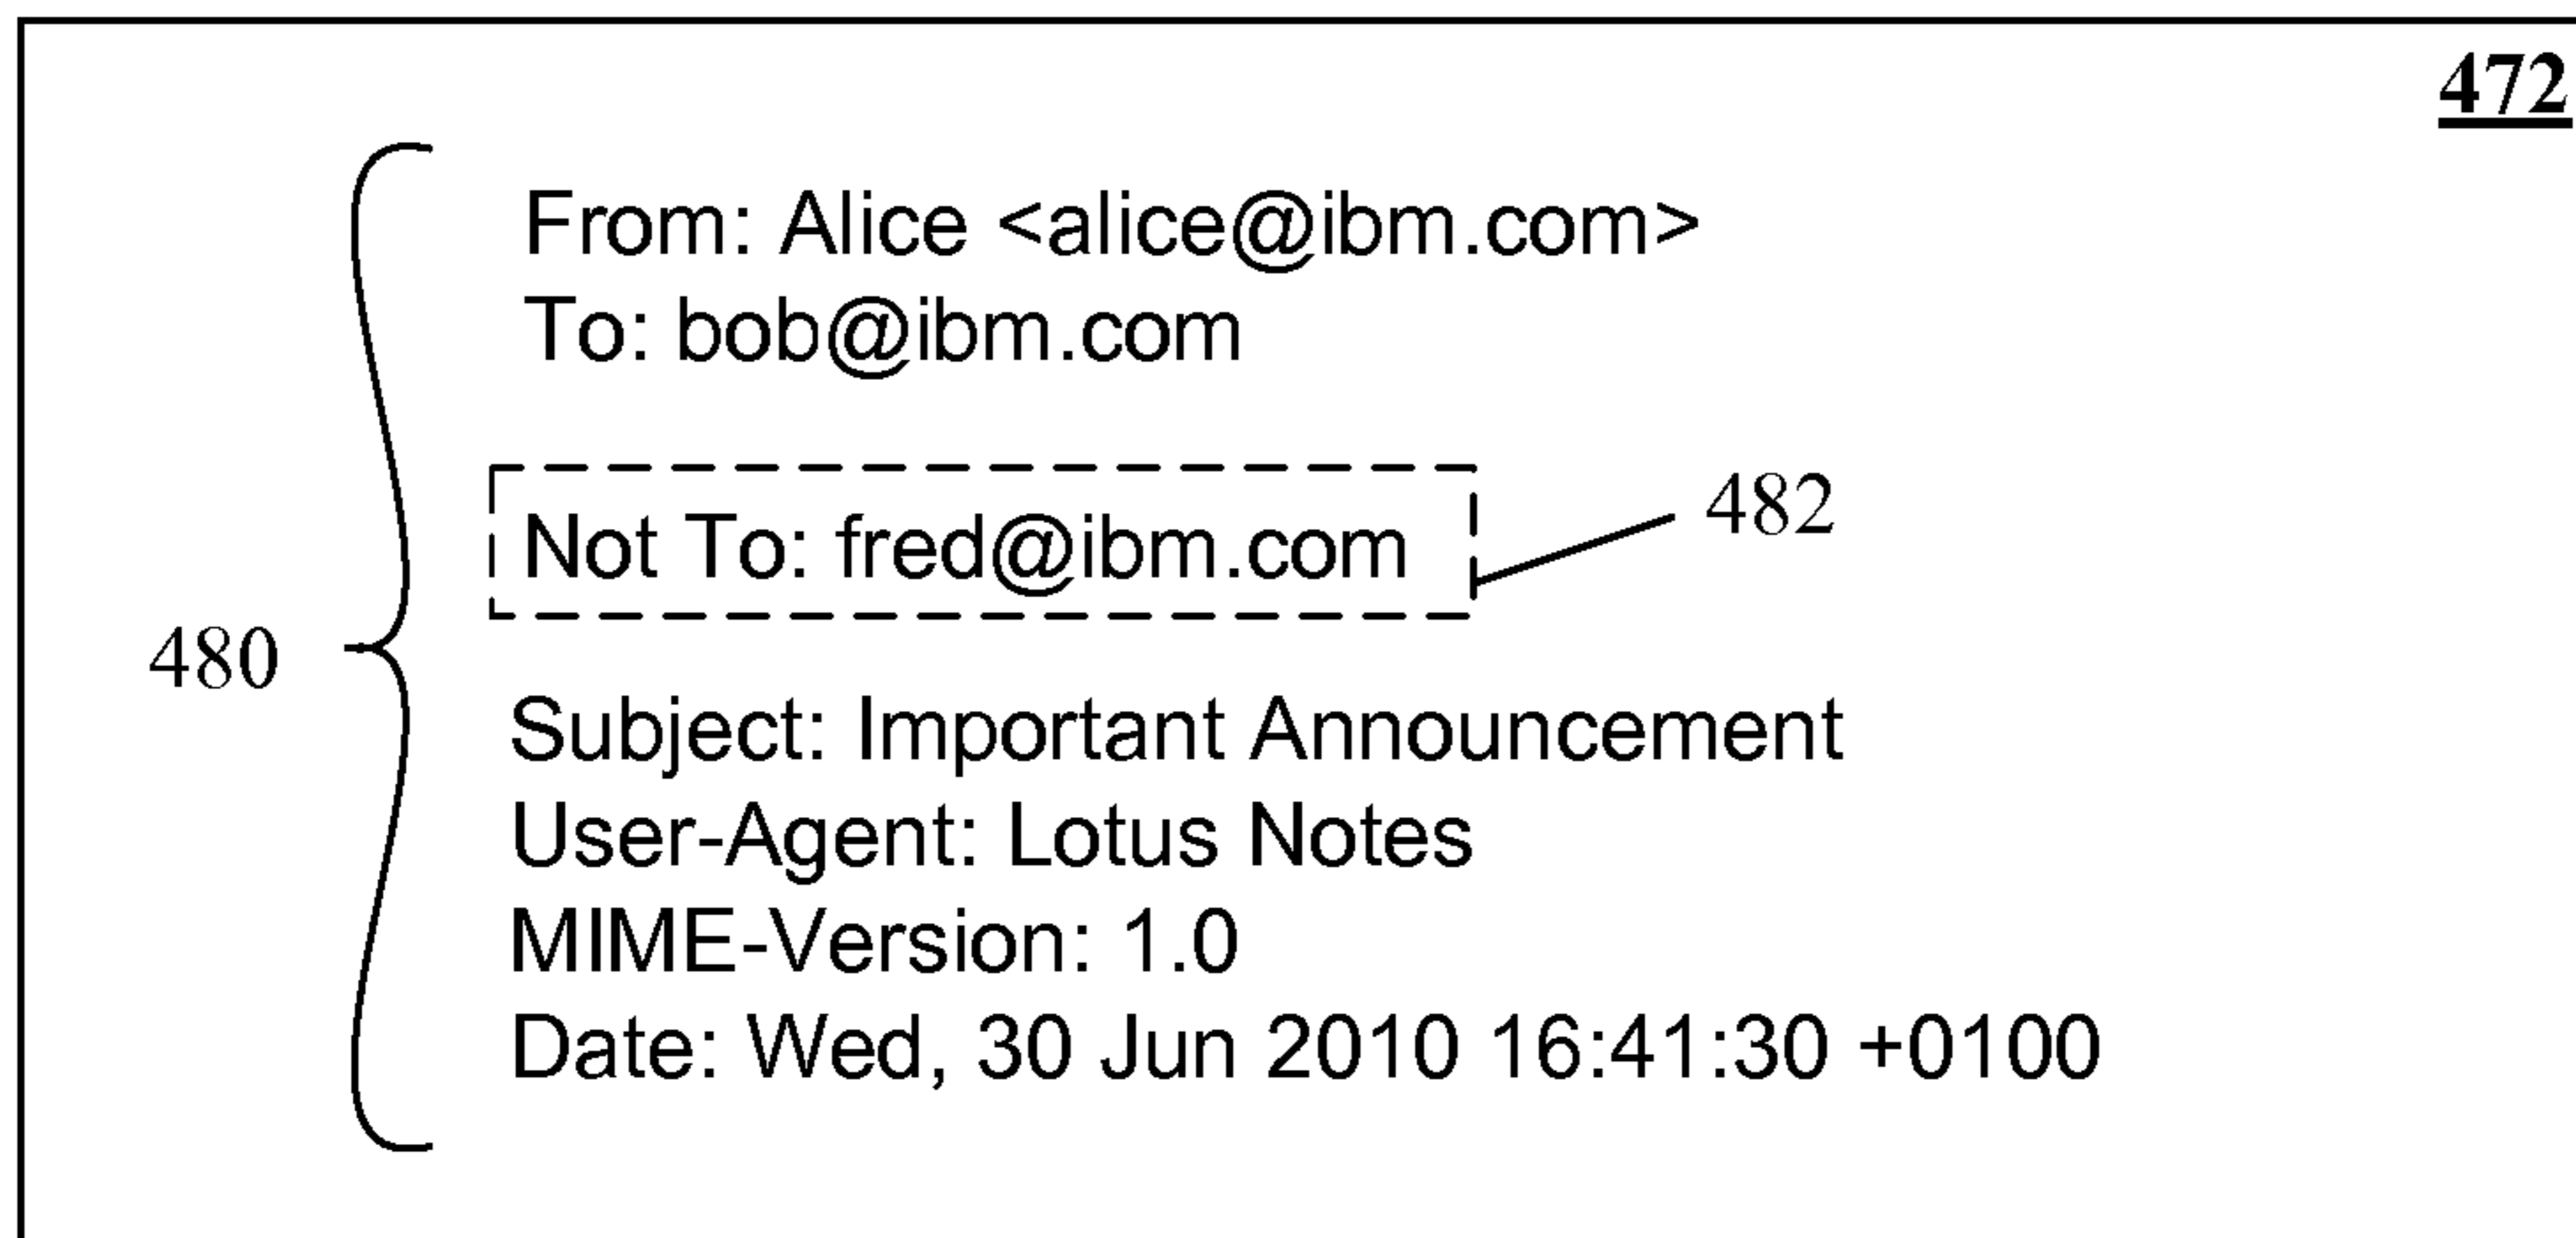 472
From: Alice <alice@ibm.com>
To: bob@ibm.com
Not To: fred@ibm.com
482
480
Subject: Important Announcement
User-Agent: Lotus Notes
MIME-Version: 1.0
Date: Wed, 30 Jun 2010 16:41:30 +0100